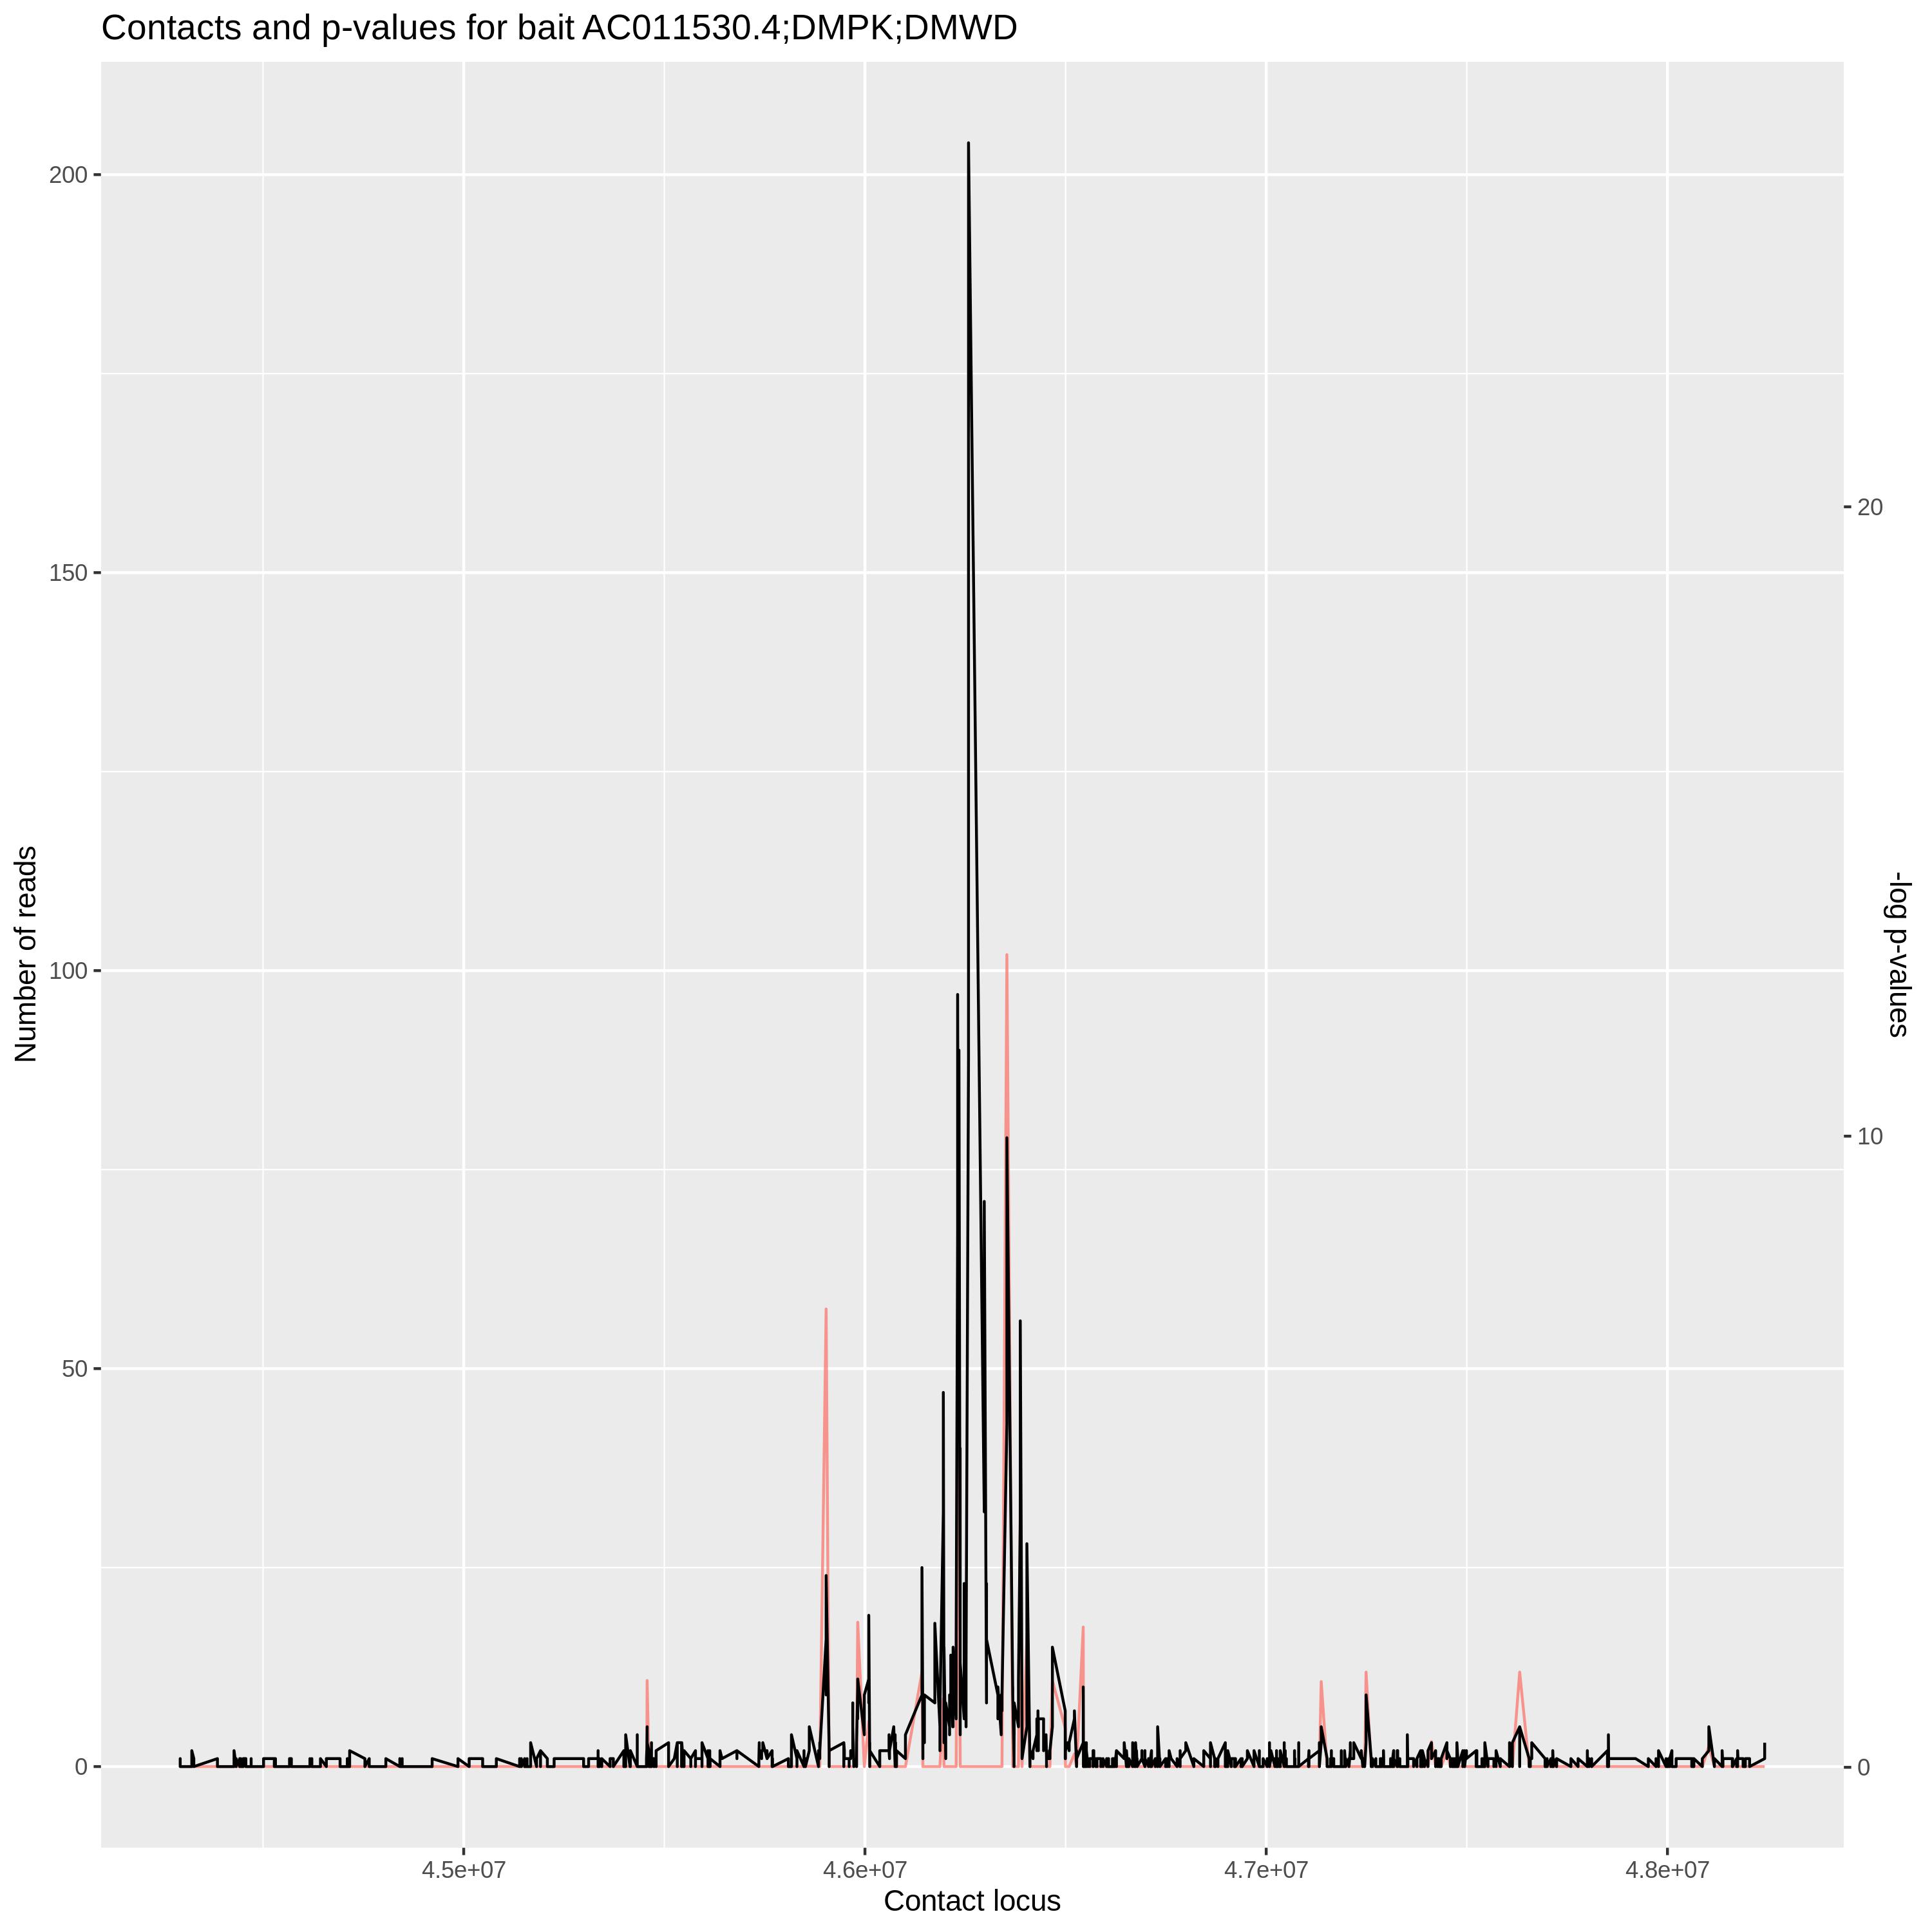 Contacts and p-values for bait AC011530.4;DMPK;DMWD
200
150
100
50
0
Number of reads
20
10
0
-log p-values
4.5e+07 4.6e+07 4.7e+07 4.8e+07
Contact locus